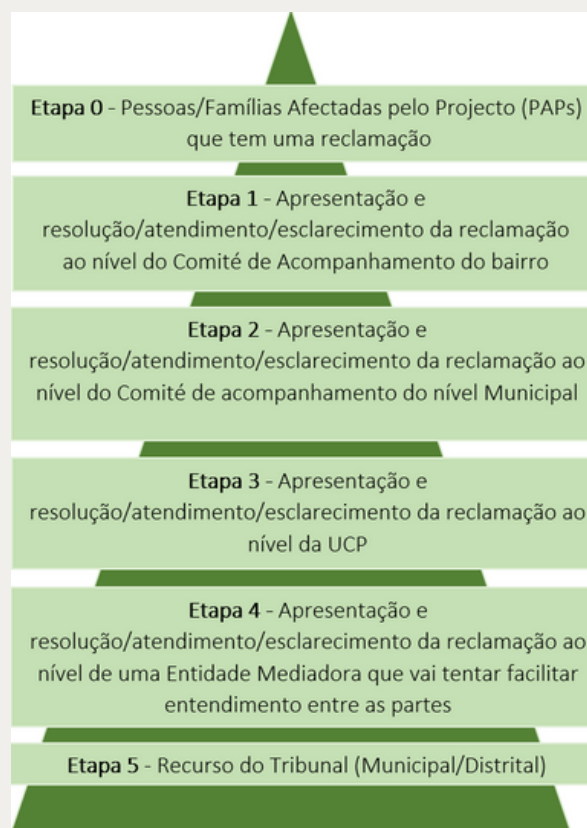 Etapa 0 - Pessoas/Famílias Afectadas pelo Projecto (PAPs)
que tem uma reclamação
Etapa 1 - Apresentação e
resolução/atendimento/esclarecimento da reclamação
ao nível do Comité de Acompanhamento do bairro
Etapa 2 - Apresentação e
resolução/atendimento/esclarecimento da reclamação ao
nível do Comité de acompanhamento do nível Municipal
Etapa 3 - Apresentação e
resolução/atendimento/esclarecimento da reclamação ao
nível da UCP
Etapa 4 - Apresentação e
resolução/atendimento/esclarecimento da reclamação ao
nível de uma Entidade Mediadora que vai tentar facilitar
entendimento entre as partes
Etapa 5 - Recurso do Tribunal (Municipal/Distrital)